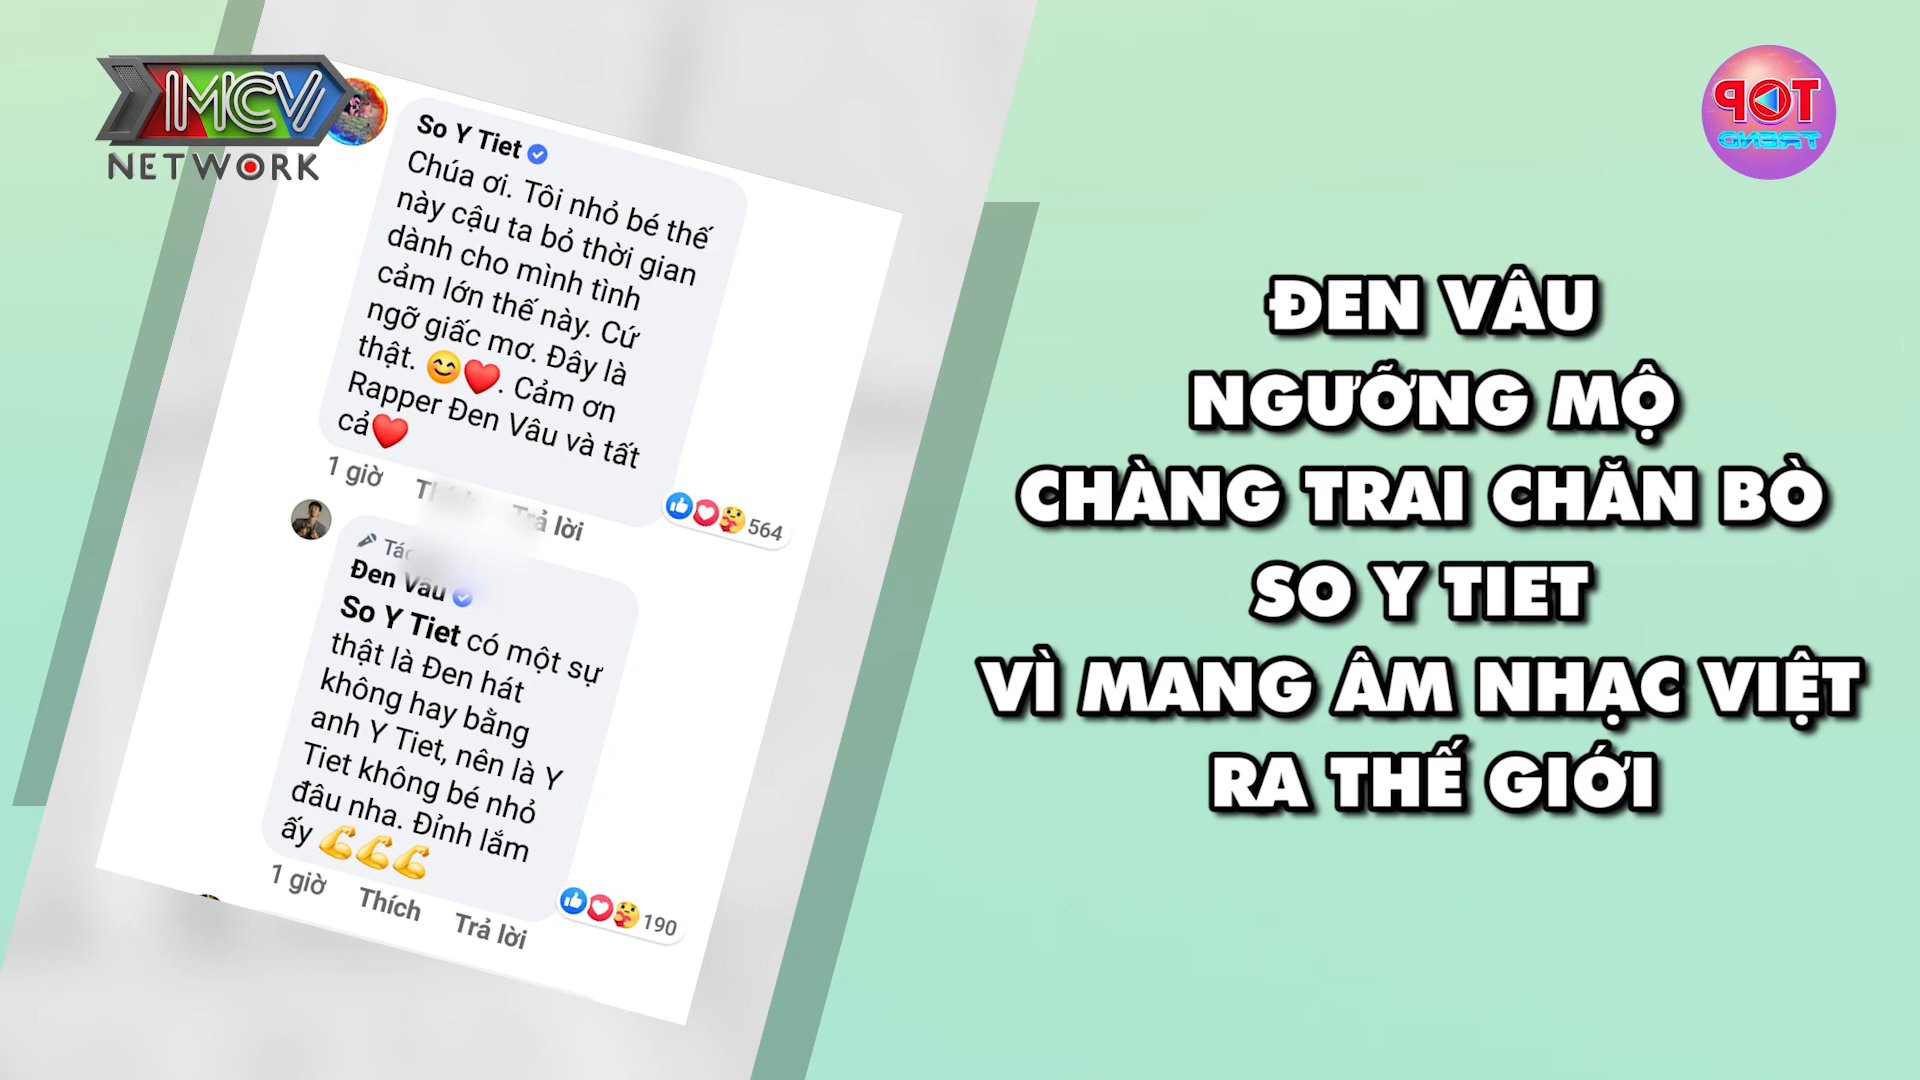 MCV
NETWORK
So Y Tiet
Chúa ơi. Tôi nhỏ bé thế
này cậu ta bỏ thời gian
dành cho mình tình
cảm lớn thế này. Cứ
ngỡ giấc mơ. Đây là
thật. 😊❤️. Cảm ơn
Rapper Đen Vâu và tất
cả❤️
1 giờ Trả lời
564
Đen Vâu
So Y Tiet có một sự
thật là Đen hát
không hay bằng
anh Y Tiet, nên là Y
Tiet không bé nhỏ
đâu nha. Đỉnh lắm
ấy 💪💪💪
1 giờ Thích Trả lời
190
TOP
TREND
ĐEN VÂU
NGƯỠNG MỘ
CHÀNG TRAI CHĂN BÒ
SO Y TIET
VÌ MANG ÂM NHẠC VIỆT
RA THẾ GIỚI